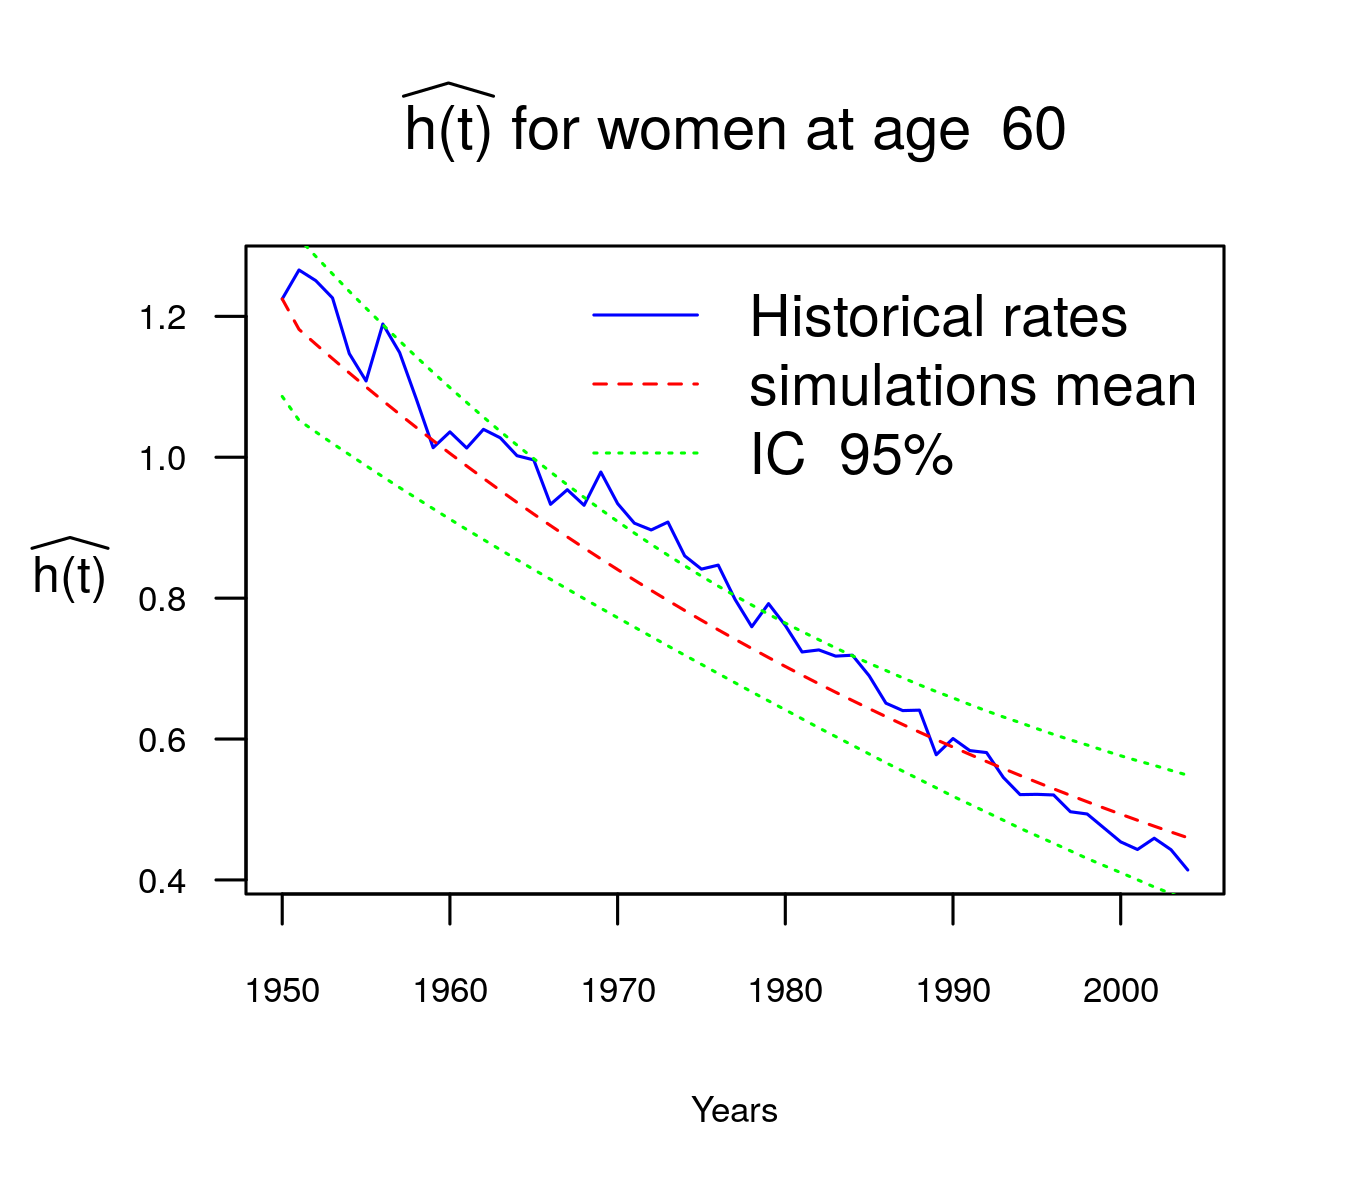 h(t) for women at age 60
Historical rates
simulations mean
IC 95%
1.2
1.0
0.8
0.6
0.4
h(t)
1950 1960 1970 1980 1990 2000
Years